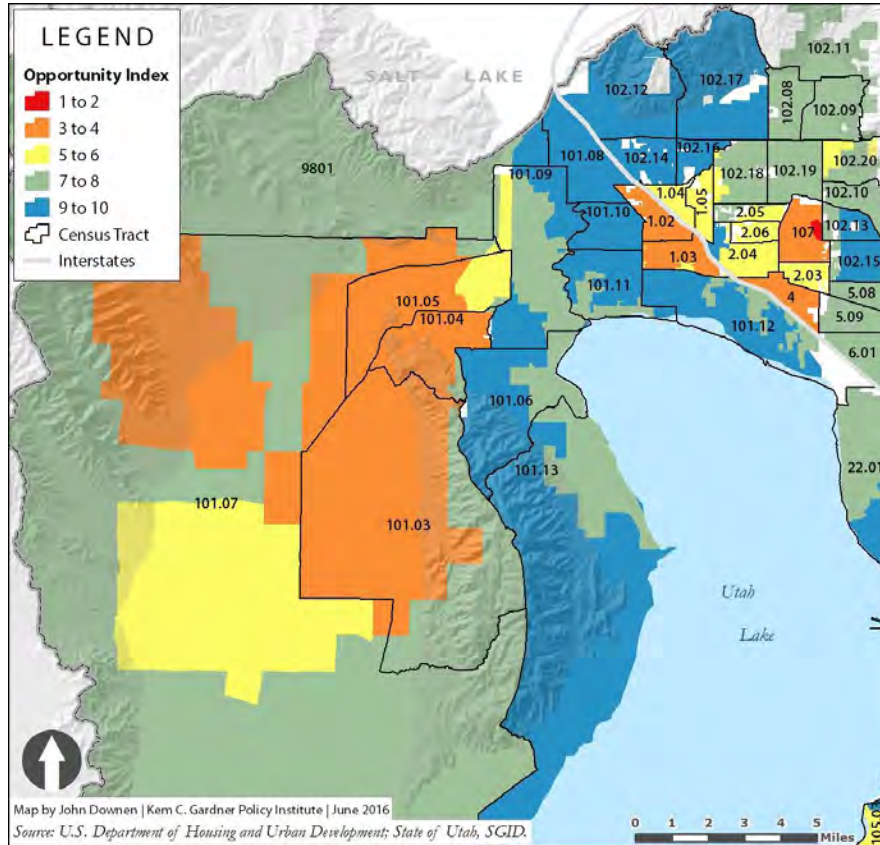 LEGEND
Opportunity Index
1 to 2
3 to 4
5 to 6
7 to 8
9 to 10
Census Tract
Interstates
SALT LAKE
102.11
102.12
102.17
102.08
102.09
9801
101.08
102.14
102.16
102.18
102.19
102.20
101.09
1.04
1.05
102.10
101.10
1.02
2.05
107
102.13
2.06
1.03
2.04
102.15
101.11
2.03
5.08
4
101.05
101.04
101.12
5.09
6.01
101.06
101.13
22.01
101.07
101.03
Utah
Lake
Map by John Downen | Kem C. Gardner Policy Institute | June 2016
Source: U.S. Department of Housing and Urban Development; State of Utah, SGID.
0 1 2 3 4 5
Miles